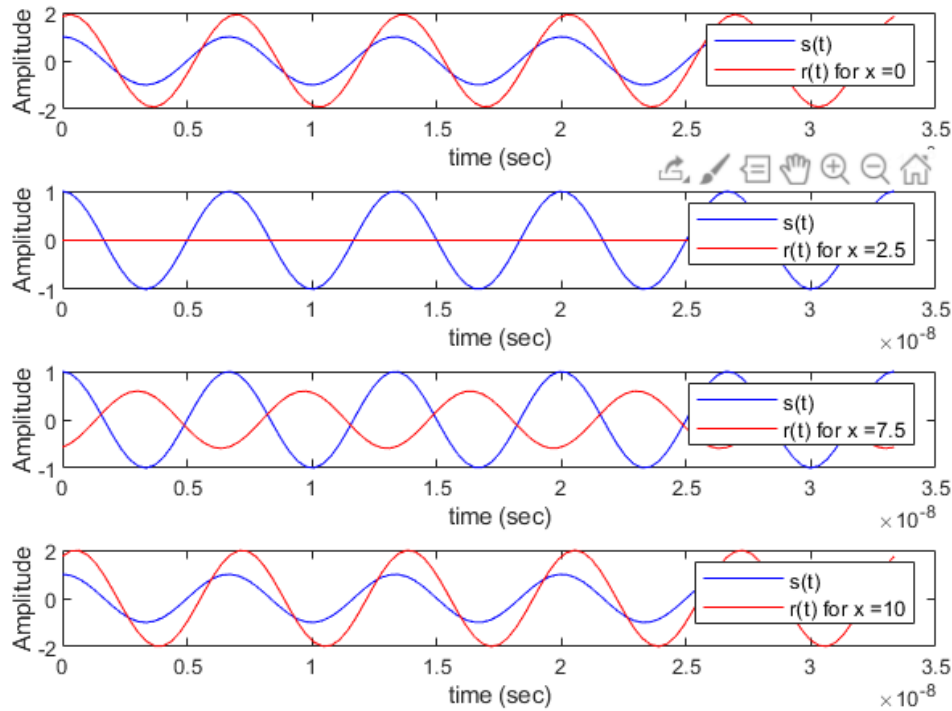 2
s(t)
Amplitude
0
r(t) for x =0
-2
0 0.5 1 1.5 2 2.5 3 3.5
time (sec)
1
s(t)
Amplitude
0
r(t) for x =2.5
-1
0 0.5 1 1.5 2 2.5 3 3.5
time (sec)
×10-8
1
s(t)
Amplitude
0
r(t) for x =7.5
-1
0 0.5 1 1.5 2 2.5 3 3.5
time (sec)
×10-8
2
s(t)
Amplitude
0
r(t) for x =10
-2
0 0.5 1 1.5 2 2.5 3 3.5
time (sec)
×10-8